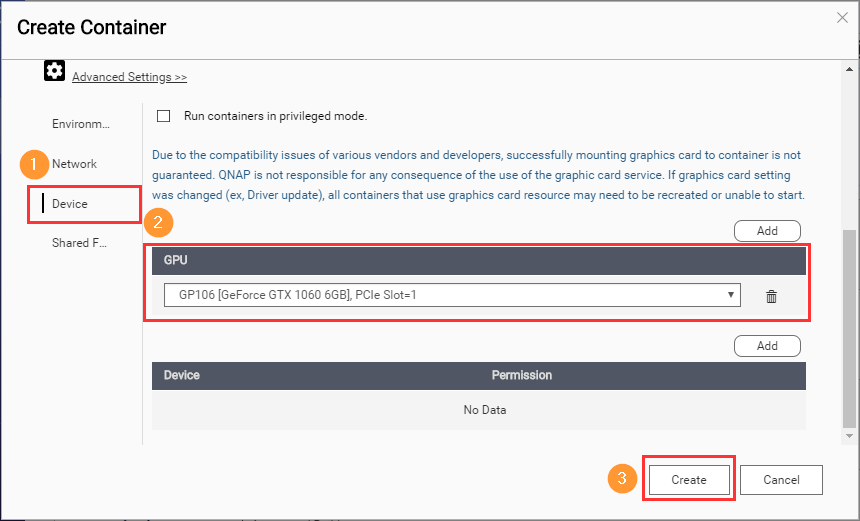 Create Container
Advanced Settings >>
Environm...
Run containers in privileged mode.
1
Network
Due to the compatibility issues of various vendors and developers, successfully mounting graphics card to container is not
guaranteed. QNAP is not responsible for any consequence of the use of the graphic card service. If graphics card setting
was changed (ex, Driver update), all containers that use graphics card resource may need to be recreated or unable to start.
Device
2
Add
Shared F...
GPU
GP106 [GeForce GTX 1060 6GB], PCIe Slot=1
Add
Device Permission
No Data
3
Create Cancel